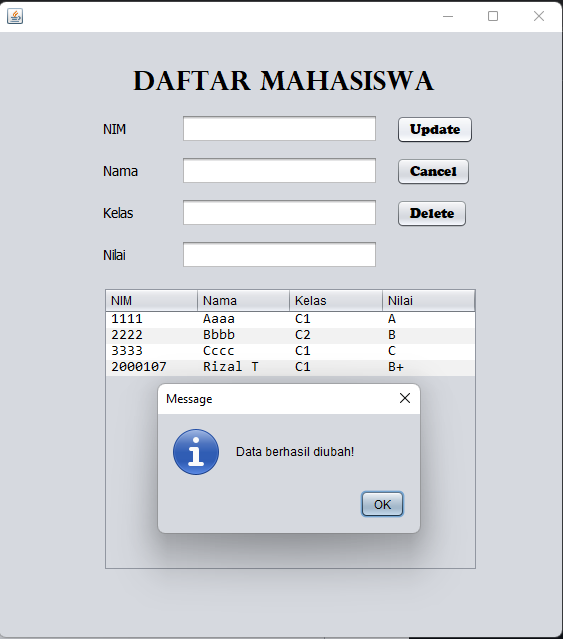 DAFTAR MAHASISWA
NIM Update
Nama Cancel
Kelas Delete
Nilai
NIM Nama Kelas Nilai
1111 Aaaa C1 A
2222 Bbbb C2 B
3333 Cccc C1 C
2000107 Rizal T C1 B+
Message
Data berhasil diubah!
OK